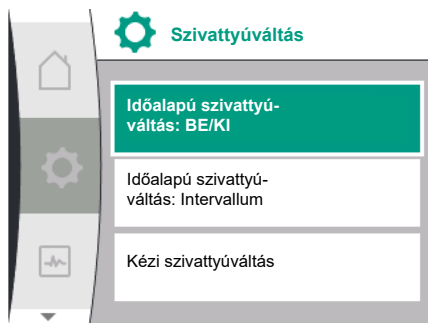 Szivattyúváltás
Időalapú szivattyú-
váltás: BE/KI
Időalapú szivattyú-
váltás: Intervallum
Kézi szivattyúváltás